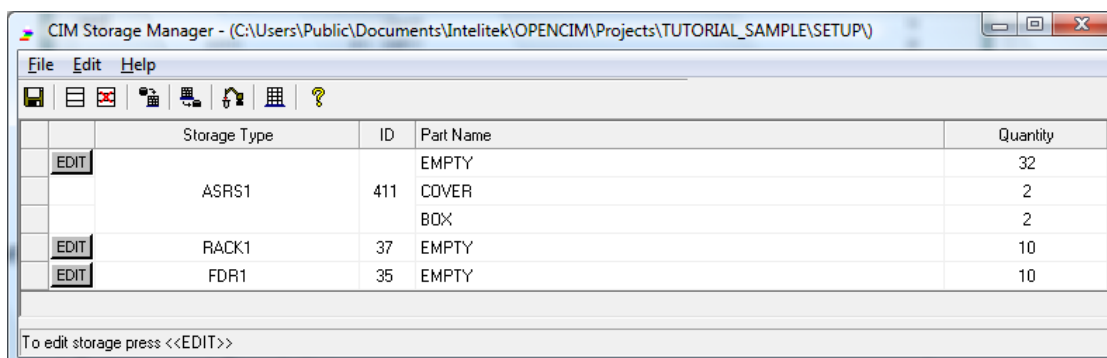 CIM Storage Manager - (C:\Users\Public\Documents\Intelitek\OPENCIM\Projects\TUTORIAL_SAMPLE\SETUP\)
File Edit Help
Storage Type ID Part Name Quantity
EDIT EMPTY 32
ASRS1 411 COVER 2
BOX 2
EDIT RACK1 37 EMPTY 10
EDIT FDR1 35 EMPTY 10
To edit storage press <<EDIT>>